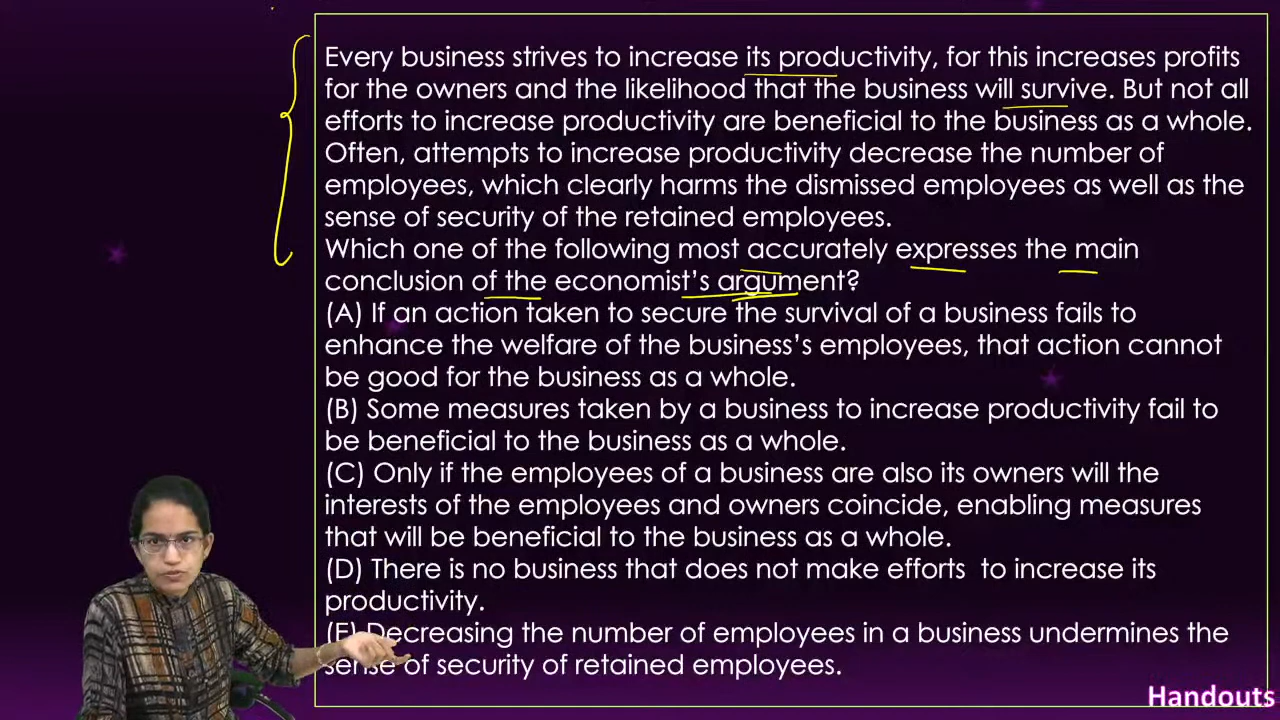 Every business strives to increase its productivity, for this increases profits
for the owners and the likelihood that the business will survive. But not all
efforts to increase productivity are beneficial to the business as a whole.
Often, attempts to increase productivity decrease the number of
employees, which clearly harms the dismissed employees as well as the
sense of security of the retained employees.
Which one of the following most accurately expresses the main
conclusion of the economist's argument?
(A) If an action taken to secure the survival of a business fails to
enhance the welfare of the business's employees, that action cannot
be good for the business as a whole.
(B) Some measures taken by a business to increase productivity fail to
be beneficial to the business as a whole.
(C) Only if the employees of a business are also its owners will the
interests of the employees and owners coincide, enabling measures
that will be beneficial to the business as a whole.
(D) There is no business that does not make efforts to increase its
productivity.
(E) Decreasing the number of employees in a business undermines the
sense of security of retained employees.
Handouts